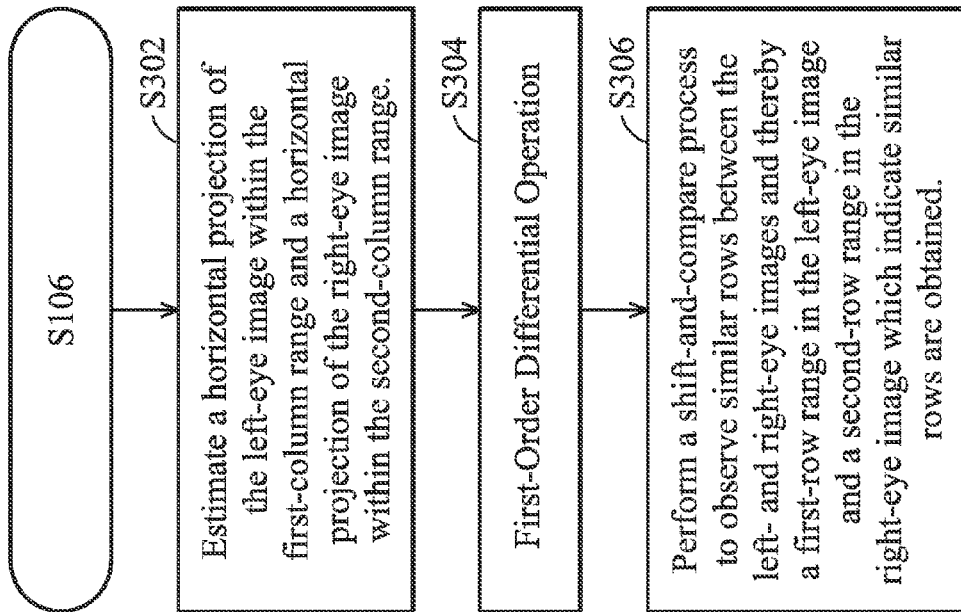 S106
S302
Estimate a horizontal projection of
the left-eye image within the
first-column range and a horizontal
projection of the right-eye image
within the second-column range.
S304
First-Order Differential Operation
S306
Perform a shift-and-compare process
to observe similar rows between the
left- and right-eye images and thereby
a first-row range in the left-eye image
and a second-row range in the
right-eye image which indicate similar
rows are obtained.